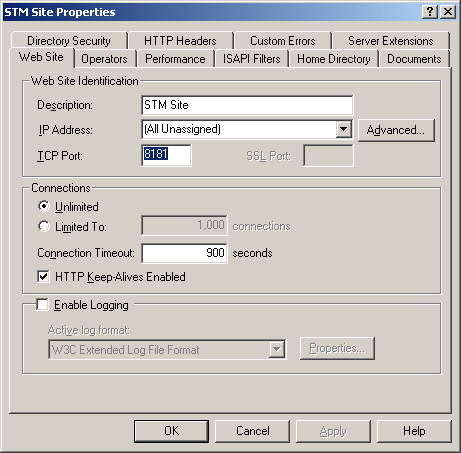 STM Site Properties
Directory Security HTTP Headers Custom Errors Server Extensions
Web Site Operators Performance ISAPI Filters Home Directory Documents
Web Site Identification
Description: STM Site
IP Address: (All Unassigned) Advanced...
TCP Port: 8181 SSL Port:
Connections
Unlimited
Limited To: 1,000 connections
Connection Timeout: 900 seconds
HTTP Keep-Alives Enabled
Enable Logging
Active log format:
W3C Extended Log File Format Properties...
OK Cancel Apply Help